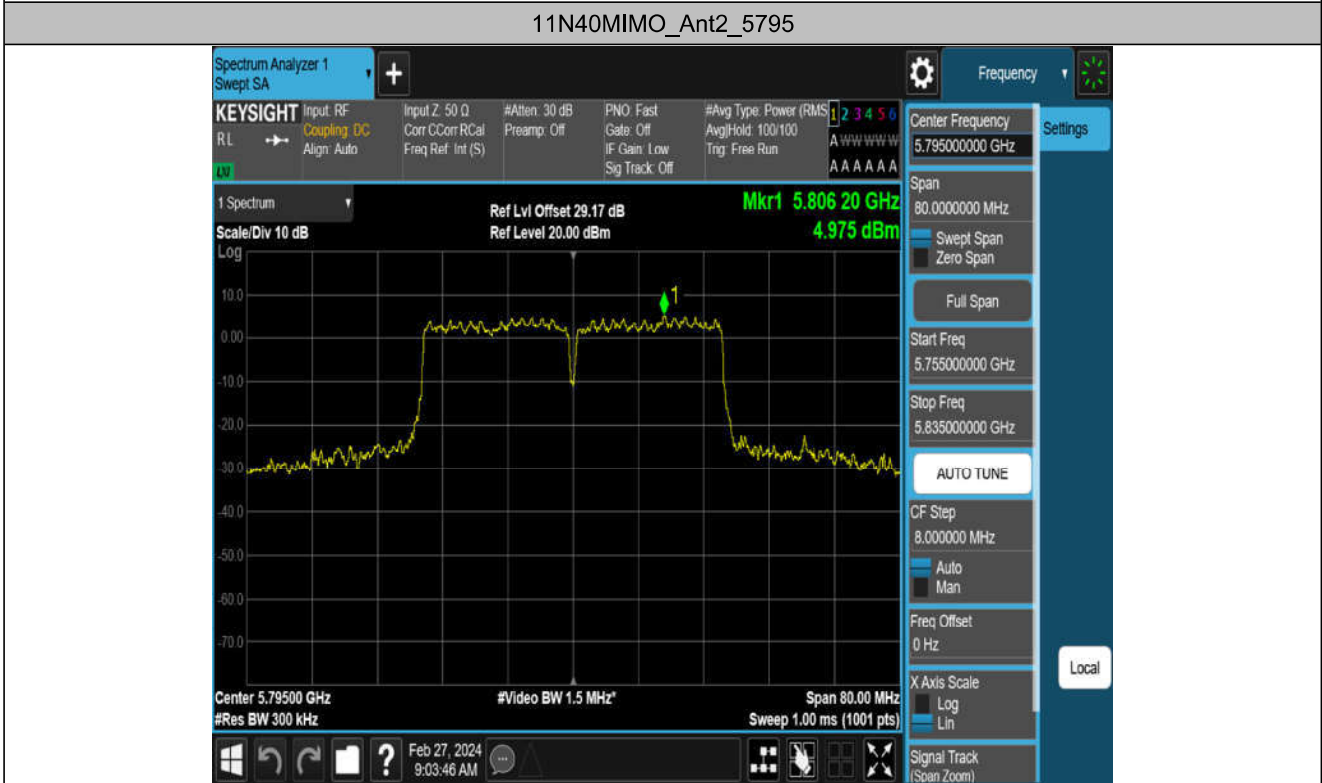 11N40MIMO_Ant2_5795
Spectrum Analyzer 1
Swept SA
+
Frequency
KEYSIGHT
RL
LXI
Input: RF
Coupling: DC
Align: Auto
Input Z: 50 Ω
Corr CCorr RCal
Freq Ref: Int (S)
#Atten: 30 dB
Preamp: Off
PNO: Fast
Gate: Off
IF Gain: Low
Sig Track: Off
#Avg Type: Power (RMS
Avg|Hold: 100/100
Trig: Free Run
1 2 3 4 5 6
A W W W W W
A A A A A A
1 Spectrum
Scale/Div 10 dB
Log
Ref Lvl Offset 29.17 dB
Ref Level 20.00 dBm
Mkr1 5.806 20 GHz
4.975 dBm
1
10.0
0.00
-10.0
-20.0
-30.0
-40.0
-50.0
-60.0
-70.0
Center 5.79500 GHz
#Res BW 300 kHz
#Video BW 1.5 MHz*
Span 80.00 MHz
Sweep 1.00 ms (1001 pts)
?
Feb 27, 2024
9:03:46 AM
Center Frequency
5.795000000 GHz
Settings
Span
80.0000000 MHz
Swept Span
Zero Span
Full Span
Start Freq
5.755000000 GHz
Stop Freq
5.835000000 GHz
AUTO TUNE
CF Step
8.000000 MHz
Auto
Man
Freq Offset
0 Hz
X Axis Scale
Log
Lin
Local
Signal Track
(Span Zoom)